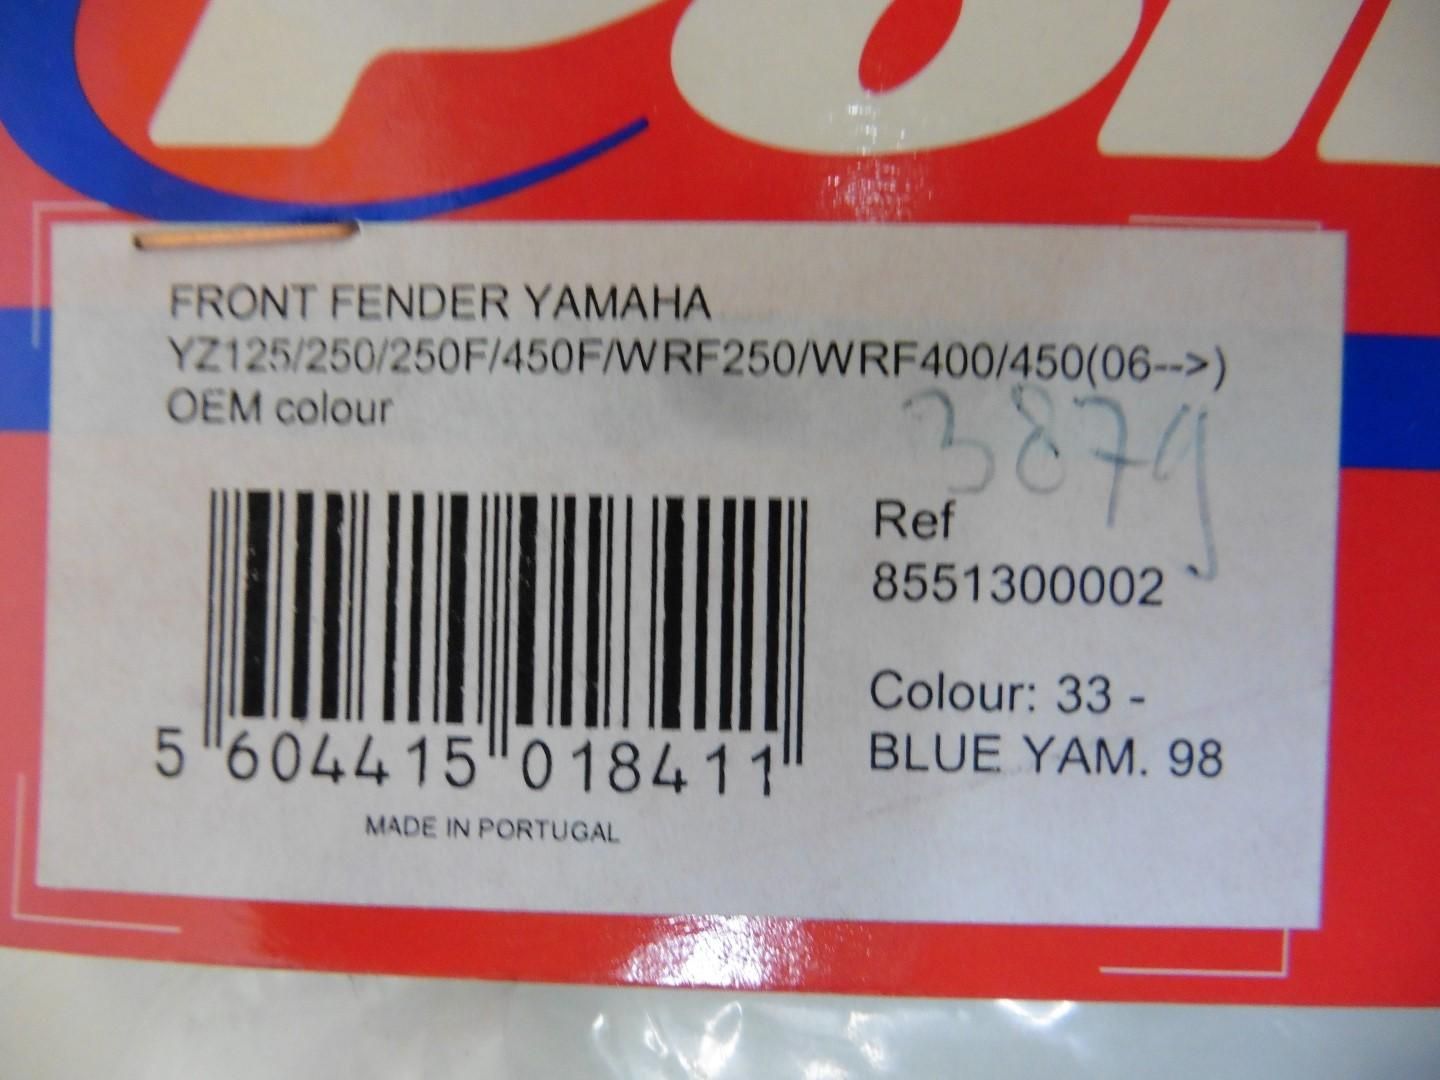 Poli
FRONT FENDER YAMAHA
YZ125/250/250F/450F/WRF250/WRF400/450(06-->)
OEM colour
3879
Ref
8551300002
Colour: 33 -
BLUE YAM. 98
5 604415 018411
MADE IN PORTUGAL